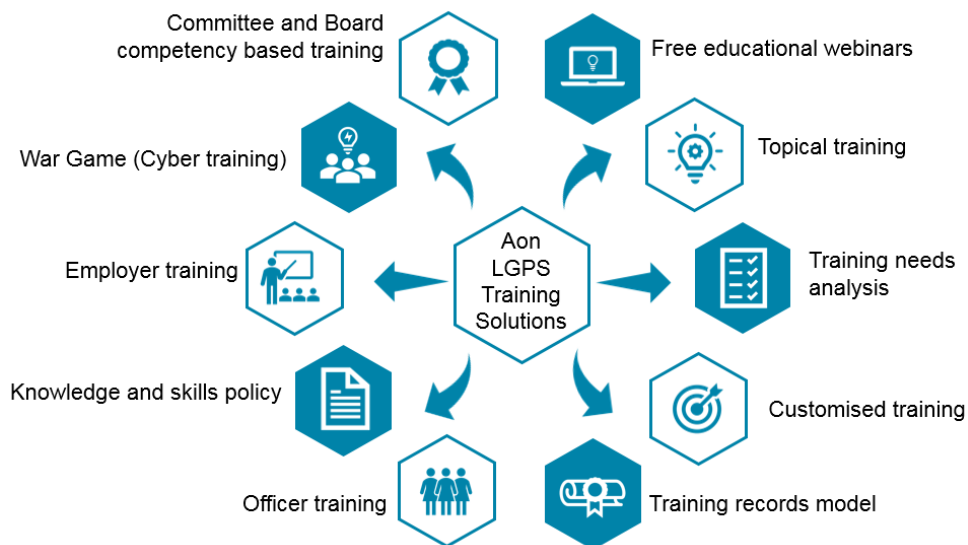 Committee and Board
competency based training
Free educational webinars
War Game (Cyber training)
Topical training
Aon
LGPS
Training
Solutions
Employer training
Training needs
analysis
Knowledge and skills policy
Customised training
Officer training
Training records model